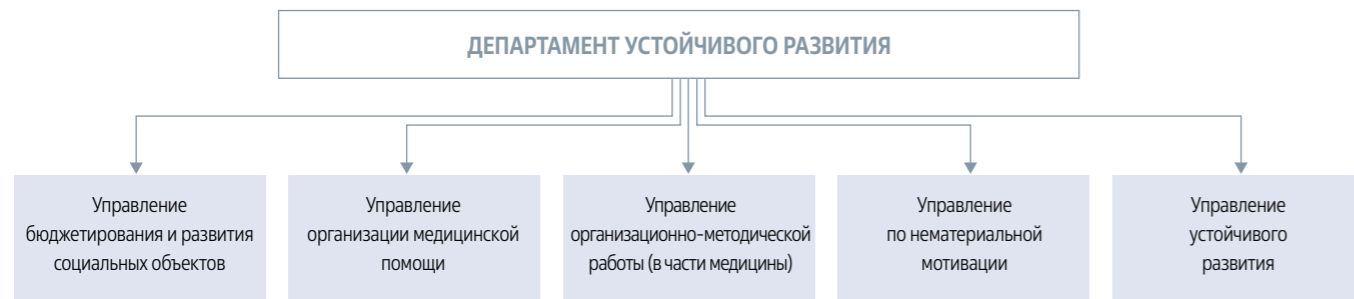 ДЕПАРТАМЕНТ УСТОЙЧИВОГО РАЗВИТИЯ
Управление
бюджетирования и развития
социальных объектов
Управление
организации медицинской
помощи
Управление
организационно-методической
работы (в части медицины)
Управление
по нематериальной
мотивации
Управление
устойчивого
развития